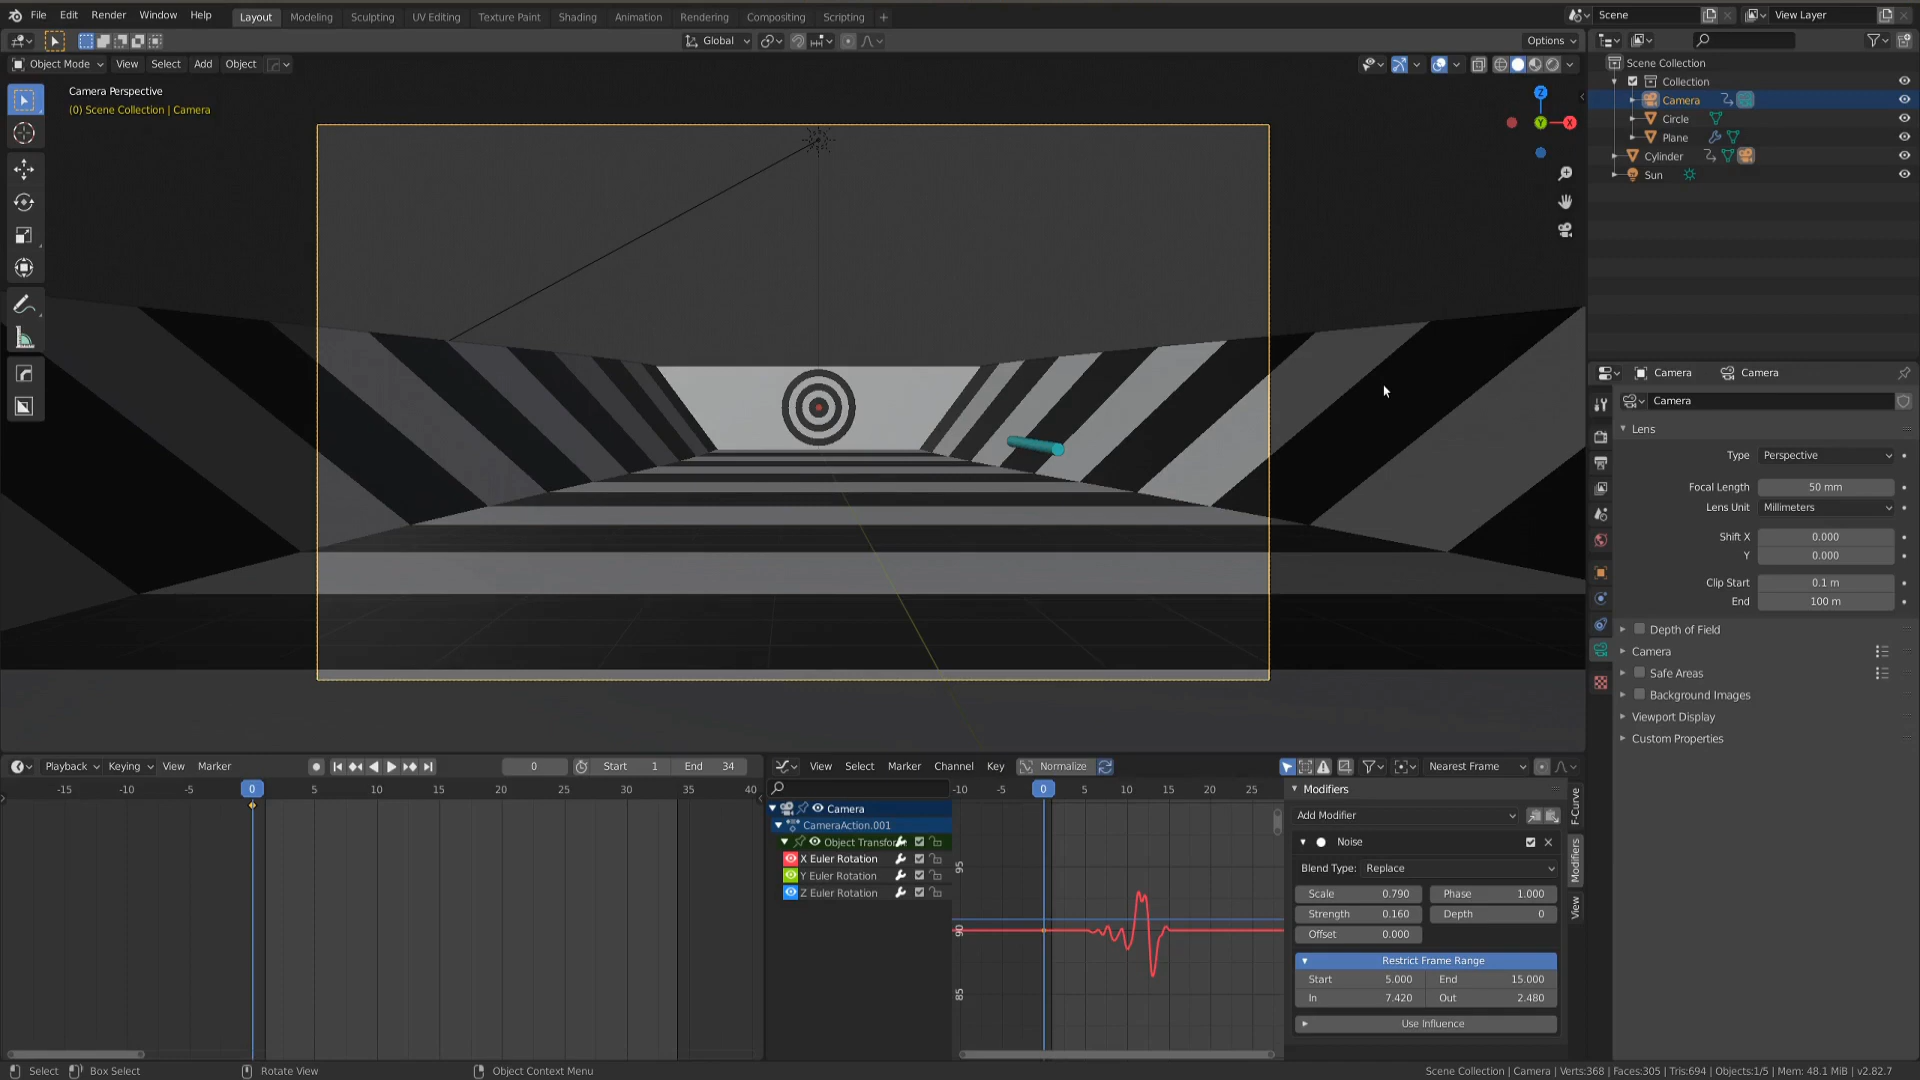 File Edit Render Window Help Layout Modeling Sculpting UV Editing Texture Paint Shading Animation Rendering Compositing Scripting + Scene View Layer
Global Options
Object Mode View Select Add Object
Camera Perspective
(0) Scene Collection | Camera
Z
Y
X
Scene Collection
Collection
Camera
Circle
Plane
Cylinder
Sun
Camera Camera
Camera
Lens
Type Perspective
Focal Length 50 mm
Lens Unit Millimeters
Shift X 0.000
Y 0.000
Clip Start 0.1 m
End 100 m
Depth of Field
Camera
Safe Areas
Background Images
Viewport Display
Custom Properties
Playback Keying View Marker 0 Start 1 End 34
-15 -10 -5 0 5 10 15 20 25 30 35 40
View Select Marker Channel Key Normalize Nearest Frame
-10 -5 0 5 10 15 20 25
Camera
CameraAction.001
Object Transfor
X Euler Rotation
Y Euler Rotation
Z Euler Rotation
95
90
85
Modifiers
Add Modifier
Noise
Blend Type: Replace
Scale 0.790 Phase 1.000
Strength 0.160 Depth 0
Offset 0.000
Restrict Frame Range
Start 5.000 End 15.000
In 7.420 Out 2.480
Use Influence
F-Curve
Modifiers
View
Select Box Select Rotate View Object Context Menu
Scene Collection | Camera | Verts:368 | Faces:305 | Tris:694 | Objects:1/5 | Mem: 48.1 MiB | v2.82.7